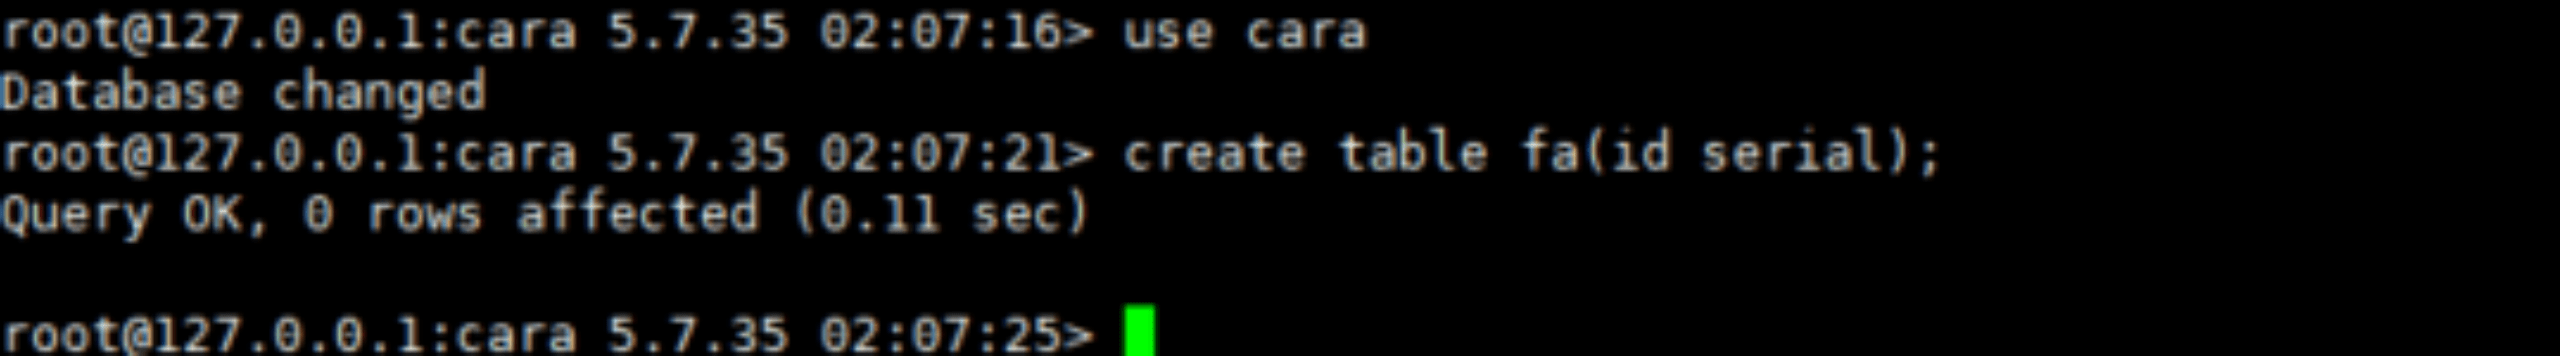 root@127.0.0.1:cara 5.7.35 02:07:16> use cara
Database changed
root@127.0.0.1:cara 5.7.35 02:07:21> create table fa(id serial);
Query OK, 0 rows affected (0.11 sec)
root@127.0.0.1:cara 5.7.35 02:07:25>